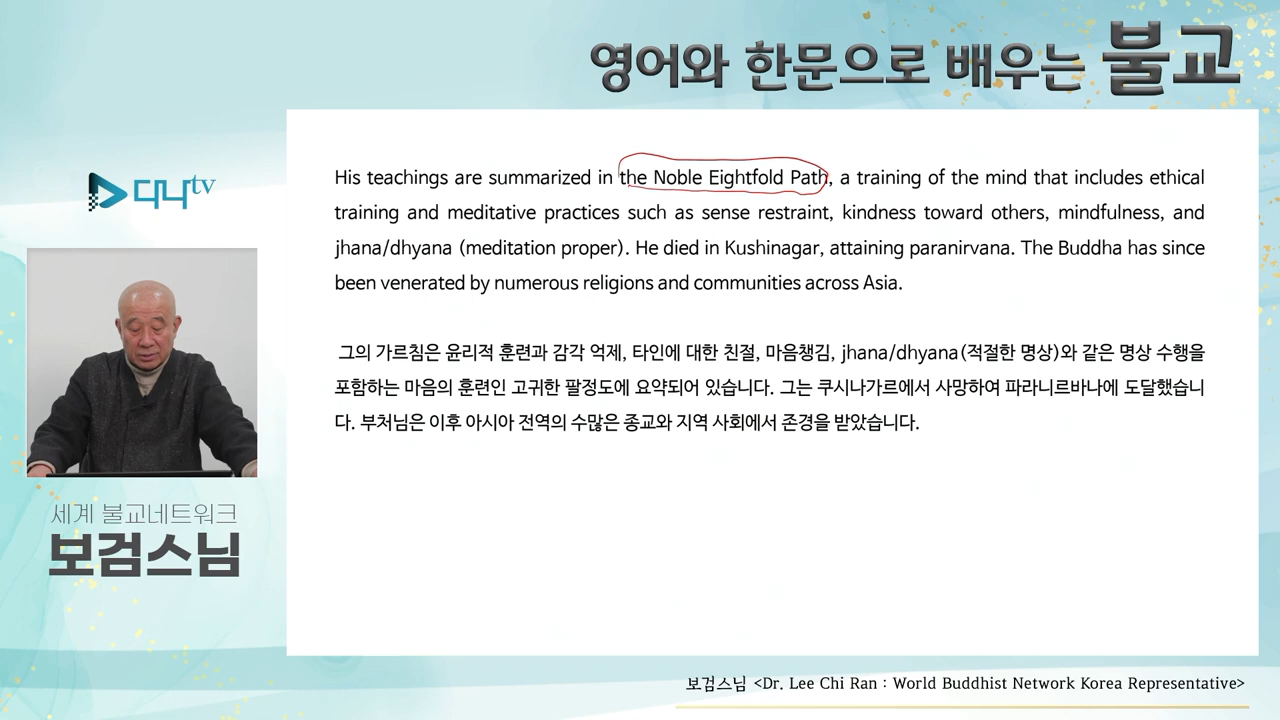 영어와 한문으로 배우는 불교
디나tv
His teachings are summarized in the Noble Eightfold Path, a training of the mind that includes ethical
training and meditative practices such as sense restraint, kindness toward others, mindfulness, and
jhana/dhyana (meditation proper). He died in Kushinagar, attaining paranirvana. The Buddha has since
been venerated by numerous religions and communities across Asia.
그의 가르침은 윤리적 훈련과 감각 억제, 타인에 대한 친절, 마음챙김, jhana/dhyana(적절한 명상)와 같은 명상 수행을
포함하는 마음의 훈련인 고귀한 팔정도에 요약되어 있습니다. 그는 쿠시나가르에서 사망하여 파라니르바나에 도달했습니
다. 부처님은 이후 아시아 전역의 수많은 종교와 지역 사회에서 존경을 받았습니다.
세계 불교네트워크
보검스님
보검스님 <Dr. Lee Chi Ran : World Buddhist Network Korea Representative>